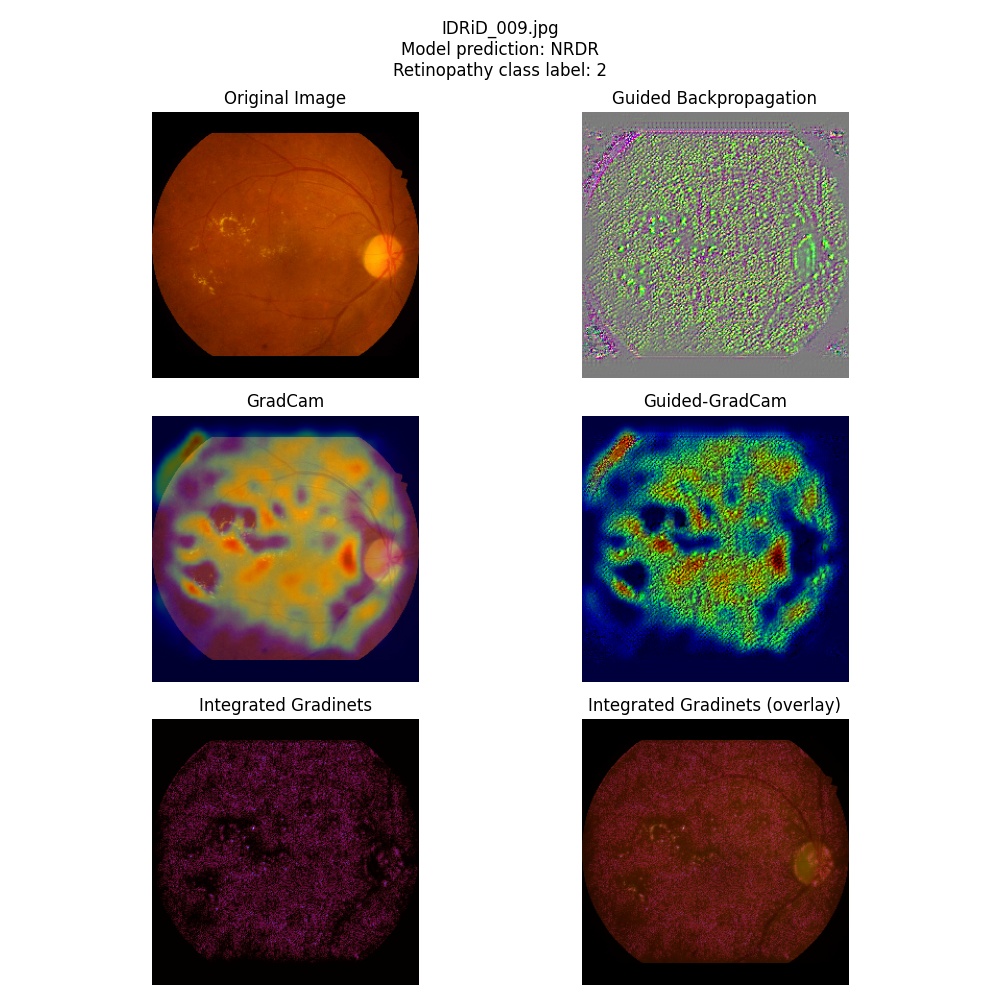 IDRiD_009.jpg
Model prediction: NRDR
Retinopathy class label: 2
Original Image
Guided Backpropagation
GradCam
Guided-GradCam
Integrated Gradinets
Integrated Gradinets (overlay)